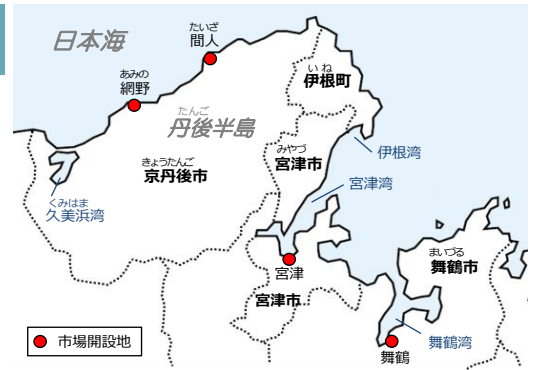 日本海
たいざ
間人
あみの
網野
いね
伊根町
たんご
丹後半島
みやづ
宮津市
伊根湾
きょうたんご
京丹後市
宮津湾
くみはま
久美浜湾
まいづる
舞鶴市
宮津
宮津市
市場開設地
舞鶴湾
舞鶴